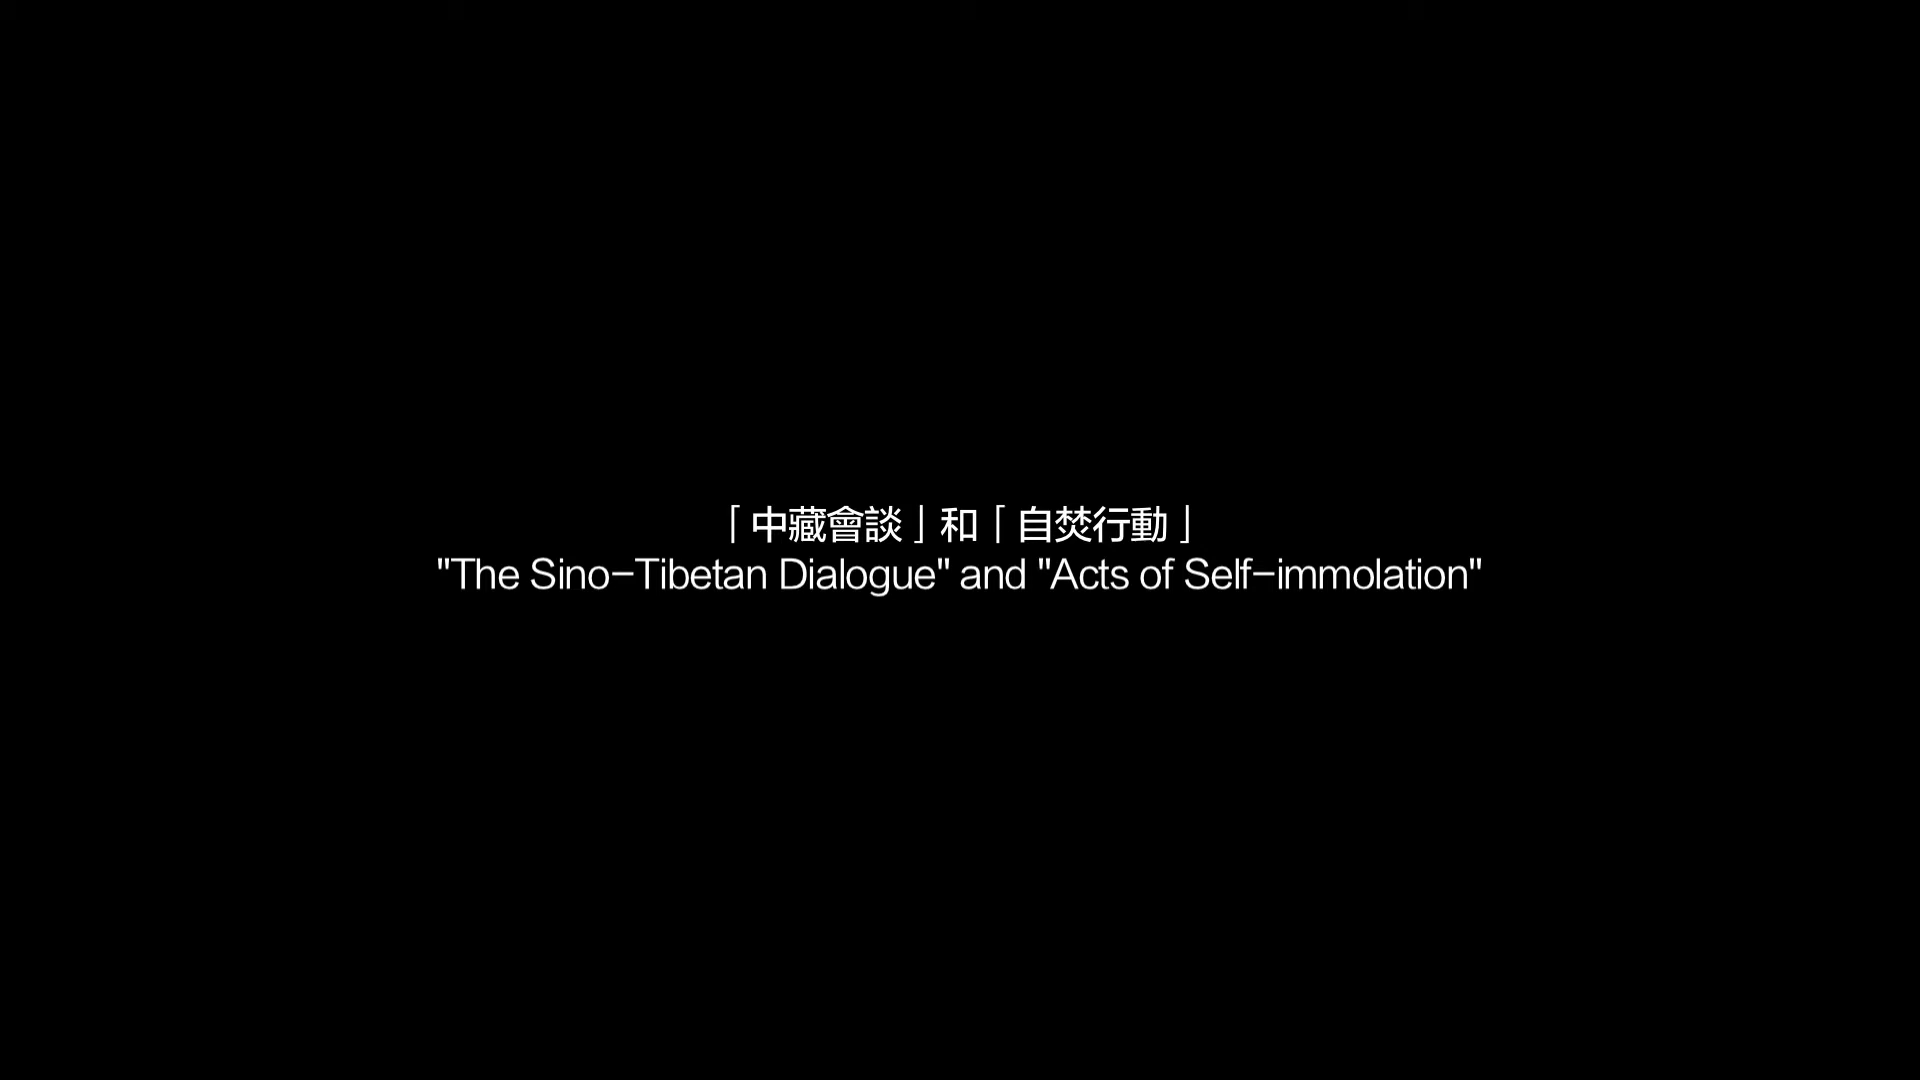 「中藏會談」和「自焚行動」
"The Sino-Tibetan Dialogue" and "Acts of Self-immolation"